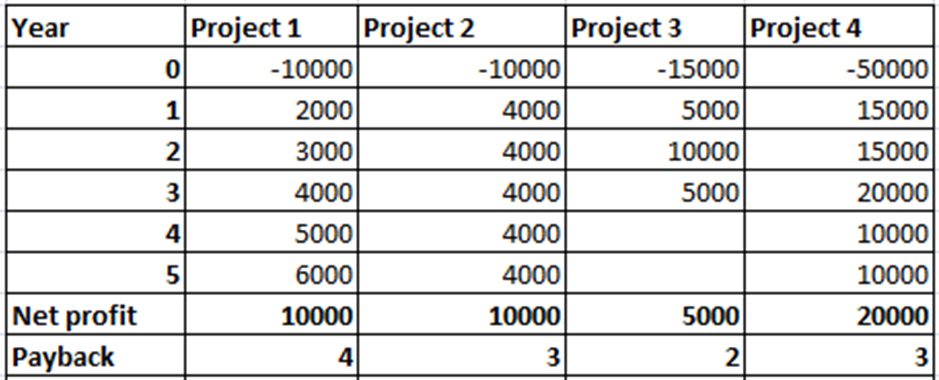 Year Project 1 Project 2 Project 3 Project 4
0 -10000 -10000 -15000 -50000
1 2000 4000 5000 15000
2 3000 4000 10000 15000
3 4000 4000 5000 20000
4 5000 4000 10000
5 6000 4000 10000
Net profit 10000 10000 5000 20000
Payback 4 3 2 3